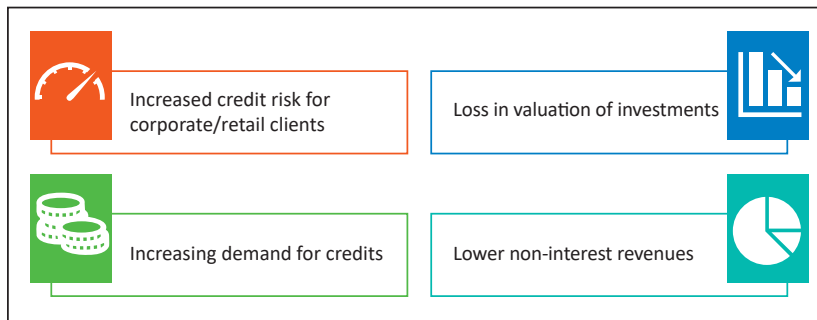 Increased credit risk for
corporate/retail clients
Loss in valuation of investments
Increasing demand for credits
Lower non-interest revenues